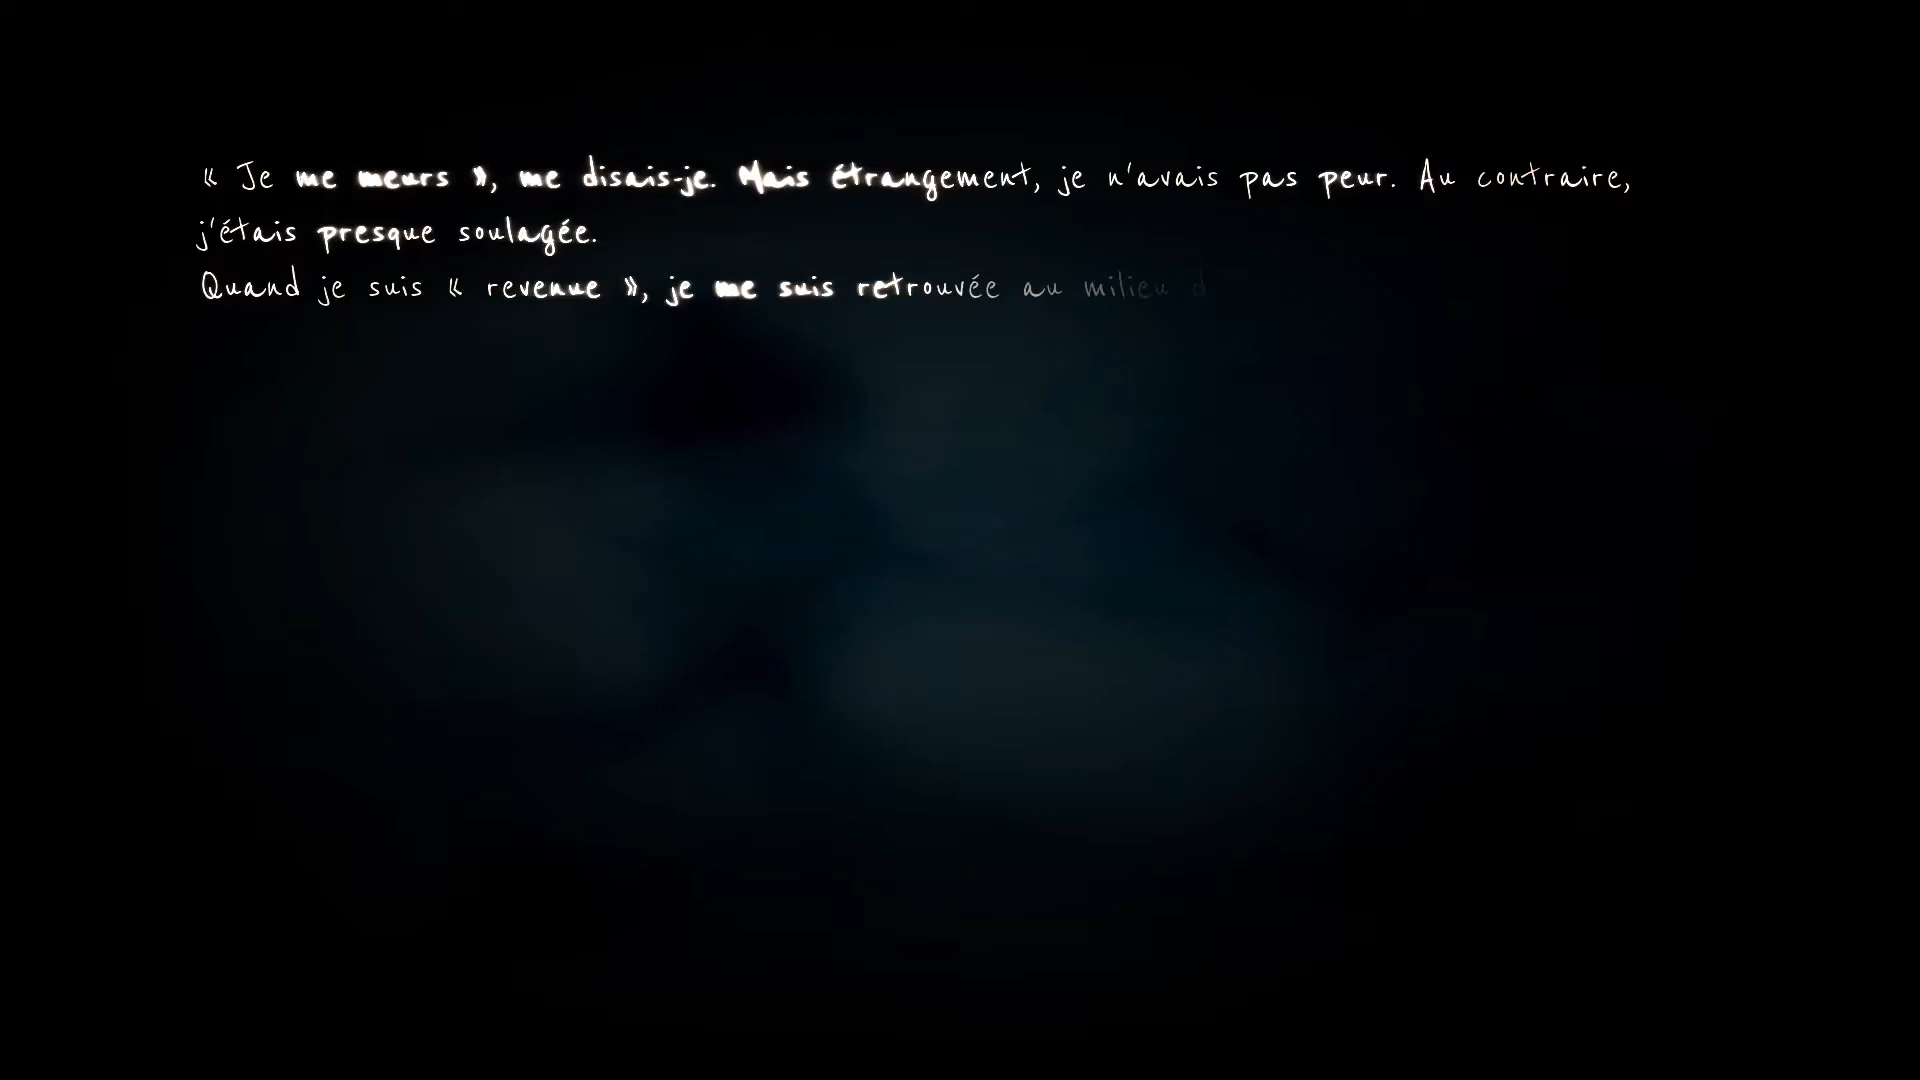 « Je me meurs », me disais-je. Mais étrangement, je n'avais pas peur. Au contraire,
j'étais presque soulagée.
Quand je suis « revenue », je me suis retrouvée au milieu d